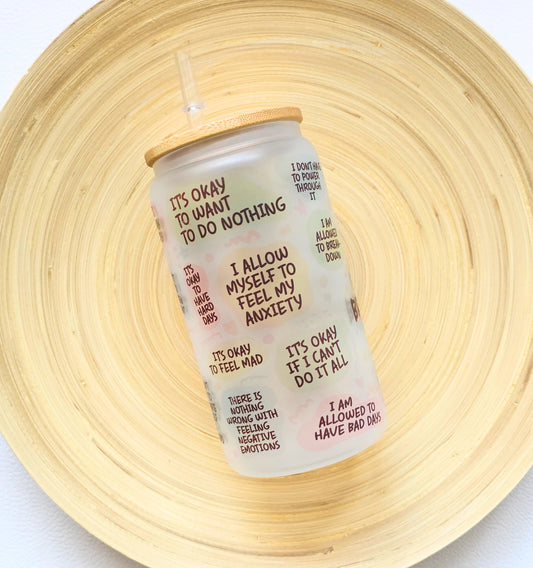 IT'S OKAY
TO WANT
TO DO NOTHING
I DON'T HAVE
TO POWER
THROUGH
IT
I AM
ALLOWED
TO BREAK
DOWN
IT'S
OKAY
TO
HAVE
HARD
DAYS
I ALLOW
MYSELF TO
FEEL MY
ANXIETY
IT'S OKAY
TO FEEL MAD
IT'S OKAY
IF I CAN'T
DO IT ALL
THERE IS
NOTHING
WRONG WITH
FEELING
NEGATIVE
EMOTIONS
I AM
ALLOWED TO
HAVE BAD DAYS